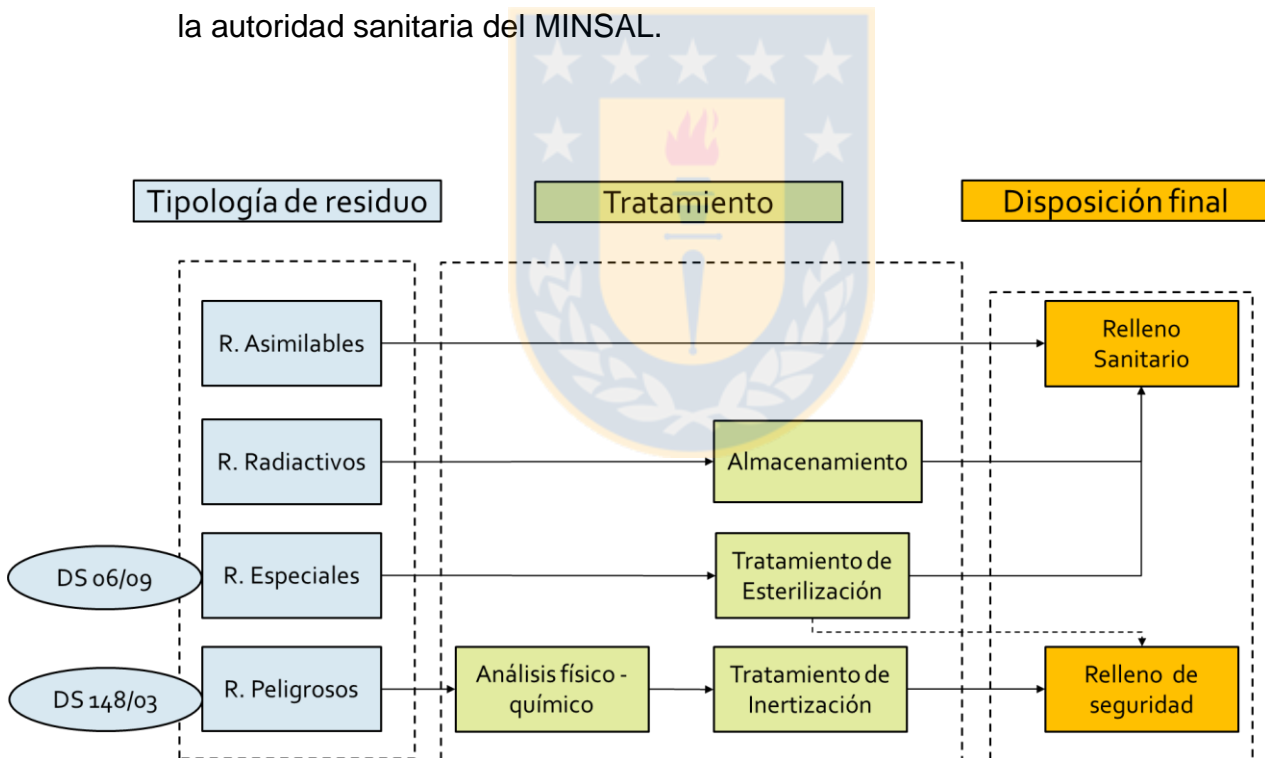 la autoridad sanitaria del MINSAL.
Tipología de residuo
Tratamiento
Disposición final
R. Asimilables
Relleno
Sanitario
R. Radiactivos
Almacenamiento
DS 06/09
R. Especiales
Tratamiento de
Esterilización
DS 148/03
R. Peligrosos
Análisis físico -
químico
Tratamiento de
Inertización
Relleno de
seguridad